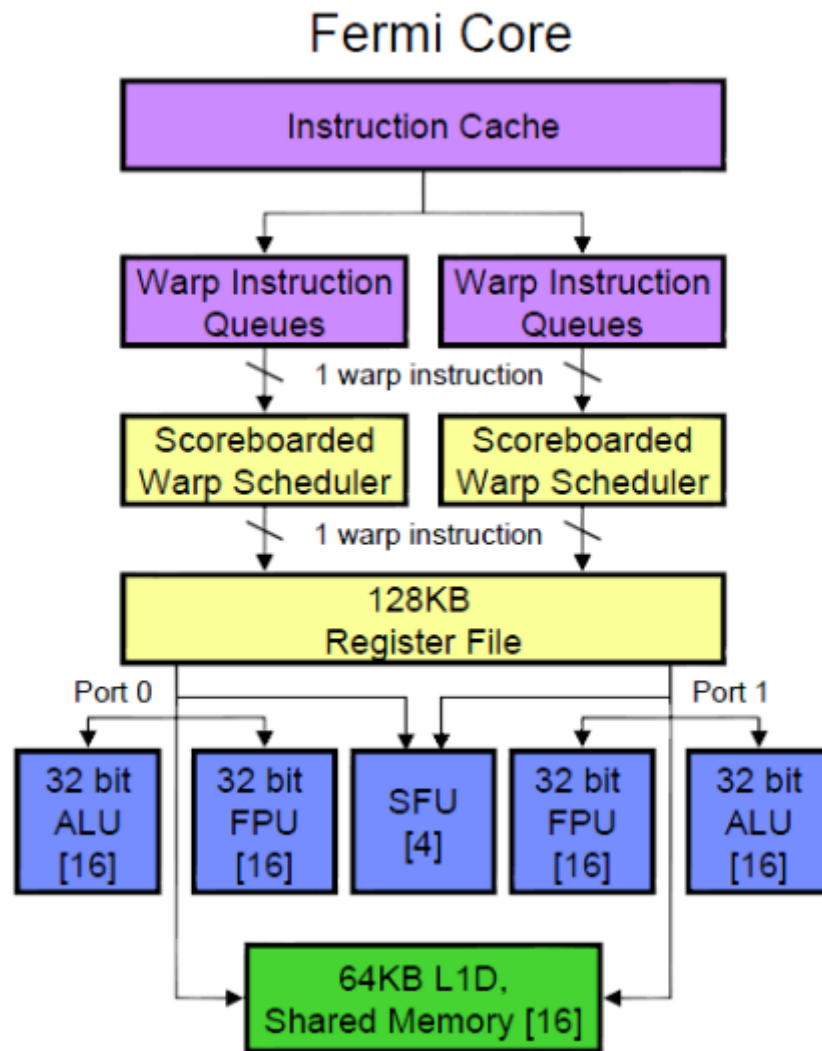 Fermi Core
Instruction Cache
Warp Instruction
Queues
Warp Instruction
Queues
1 warp instruction
Scoreboarded
Warp Scheduler
Scoreboarded
Warp Scheduler
1 warp instruction
128KB
Register File
Port 0
Port 1
32 bit
ALU
[16]
32 bit
FPU
[16]
SFU
[4]
32 bit
FPU
[16]
32 bit
ALU
[16]
64KB L1D,
Shared Memory [16]